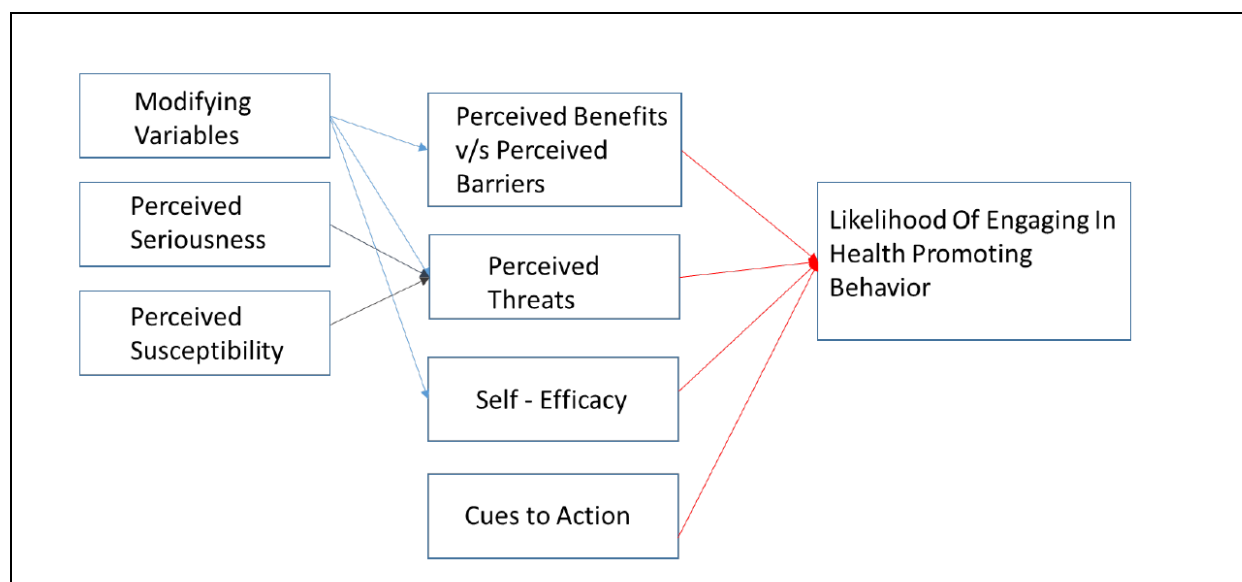 Modifying
Variables
Perceived
Seriousness
Perceived
Susceptibility
Perceived Benefits
v/s Perceived
Barriers
Perceived
Threats
Self - Efficacy
Cues to Action
Likelihood Of Engaging In
Health Promoting
Behavior